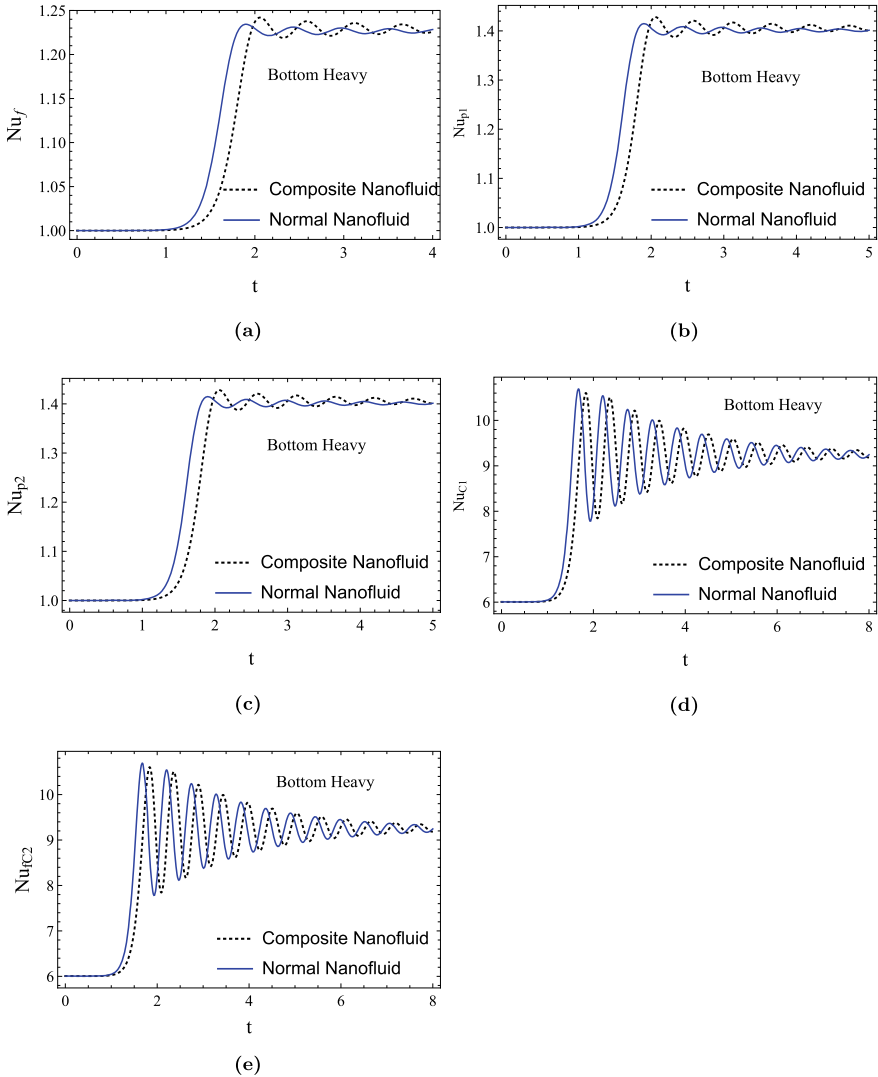 1.25
1.20
1.15
1.10
1.05
1.00
Nuf
Bottom Heavy
Composite Nanofluid
Normal Nanofluid
0 1 2 3 4
t
(a)
1.4
1.3
1.2
1.1
1.0
Nup1
Bottom Heavy
Composite Nanofluid
Normal Nanofluid
0 1 2 3 4 5
t
(b)
1.4
1.3
1.2
1.1
1.0
Nup2
Bottom Heavy
Composite Nanofluid
Normal Nanofluid
0 1 2 3 4 5
t
(c)
10
9
8
7
6
NuC1
Bottom Heavy
Composite Nanofluid
Normal Nanofluid
0 2 4 6 8
t
(d)
10
9
8
7
6
NufC2
Bottom Heavy
Composite Nanofluid
Normal Nanofluid
0 2 4 6 8
t
(e)